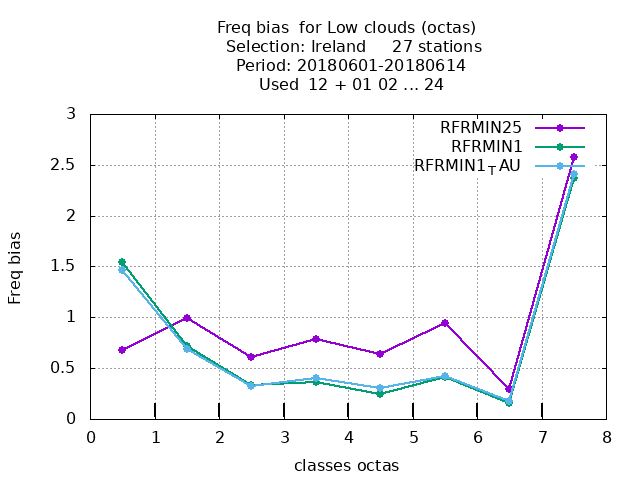 Freq bias  for Low clouds (octas)
Selection: Ireland     27 stations
Period: 20180601-20180614
Used  12 + 01 02 ... 24
RFRMIN25
RFRMIN1
RFRMIN1_TAU
Freq bias
3
2.5
2
1.5
1
0.5
0
0 1 2 3 4 5 6 7 8
classes octas